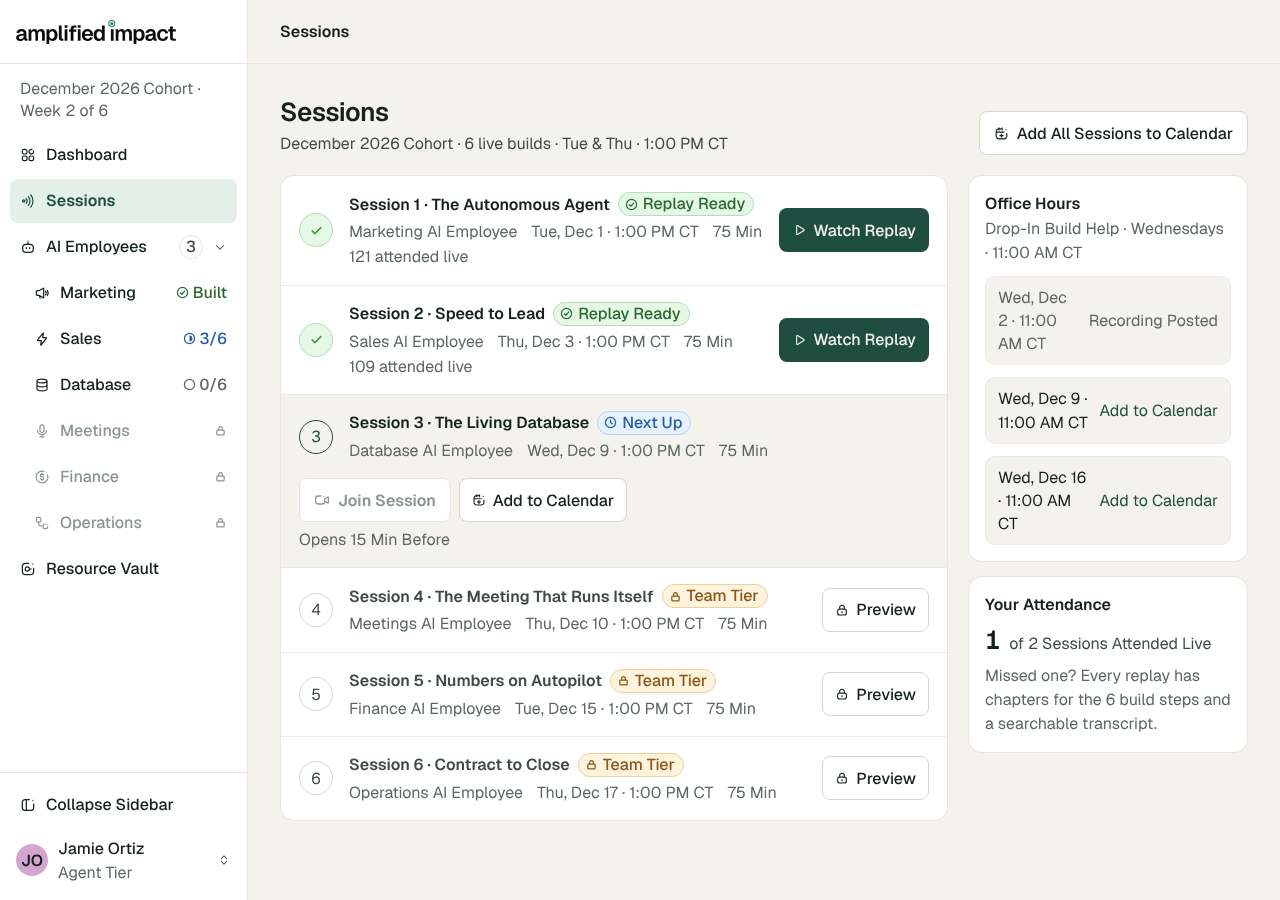 amplified impact
December 2026 Cohort ·
Week 2 of 6
Dashboard
Sessions
AI Employees 3
Marketing Built
Sales 3/6
Database 0/6
Meetings
Finance
Operations
Resource Vault
Collapse Sidebar
JO
Jamie Ortiz
Agent Tier
Sessions
Sessions
December 2026 Cohort · 6 live builds · Tue & Thu · 1:00 PM CT
Add All Sessions to Calendar
Session 1 · The Autonomous Agent Replay Ready
Marketing AI Employee Tue, Dec 1 · 1:00 PM CT 75 Min
121 attended live
Watch Replay
Session 2 · Speed to Lead Replay Ready
Sales AI Employee Thu, Dec 3 · 1:00 PM CT 75 Min
109 attended live
Watch Replay
3
Session 3 · The Living Database Next Up
Database AI Employee Wed, Dec 9 · 1:00 PM CT 75 Min
Join Session Add to Calendar
Opens 15 Min Before
4
Session 4 · The Meeting That Runs Itself Team Tier
Meetings AI Employee Thu, Dec 10 · 1:00 PM CT 75 Min
Preview
5
Session 5 · Numbers on Autopilot Team Tier
Finance AI Employee Tue, Dec 15 · 1:00 PM CT 75 Min
Preview
6
Session 6 · Contract to Close Team Tier
Operations AI Employee Thu, Dec 17 · 1:00 PM CT 75 Min
Preview
Office Hours
Drop-In Build Help · Wednesdays
· 11:00 AM CT
Wed, Dec
2 · 11:00
AM CT
Recording Posted
Wed, Dec 9 ·
11:00 AM CT
Add to Calendar
Wed, Dec 16
· 11:00 AM
CT
Add to Calendar
Your Attendance
1 of 2 Sessions Attended Live
Missed one? Every replay has
chapters for the 6 build steps and
a searchable transcript.